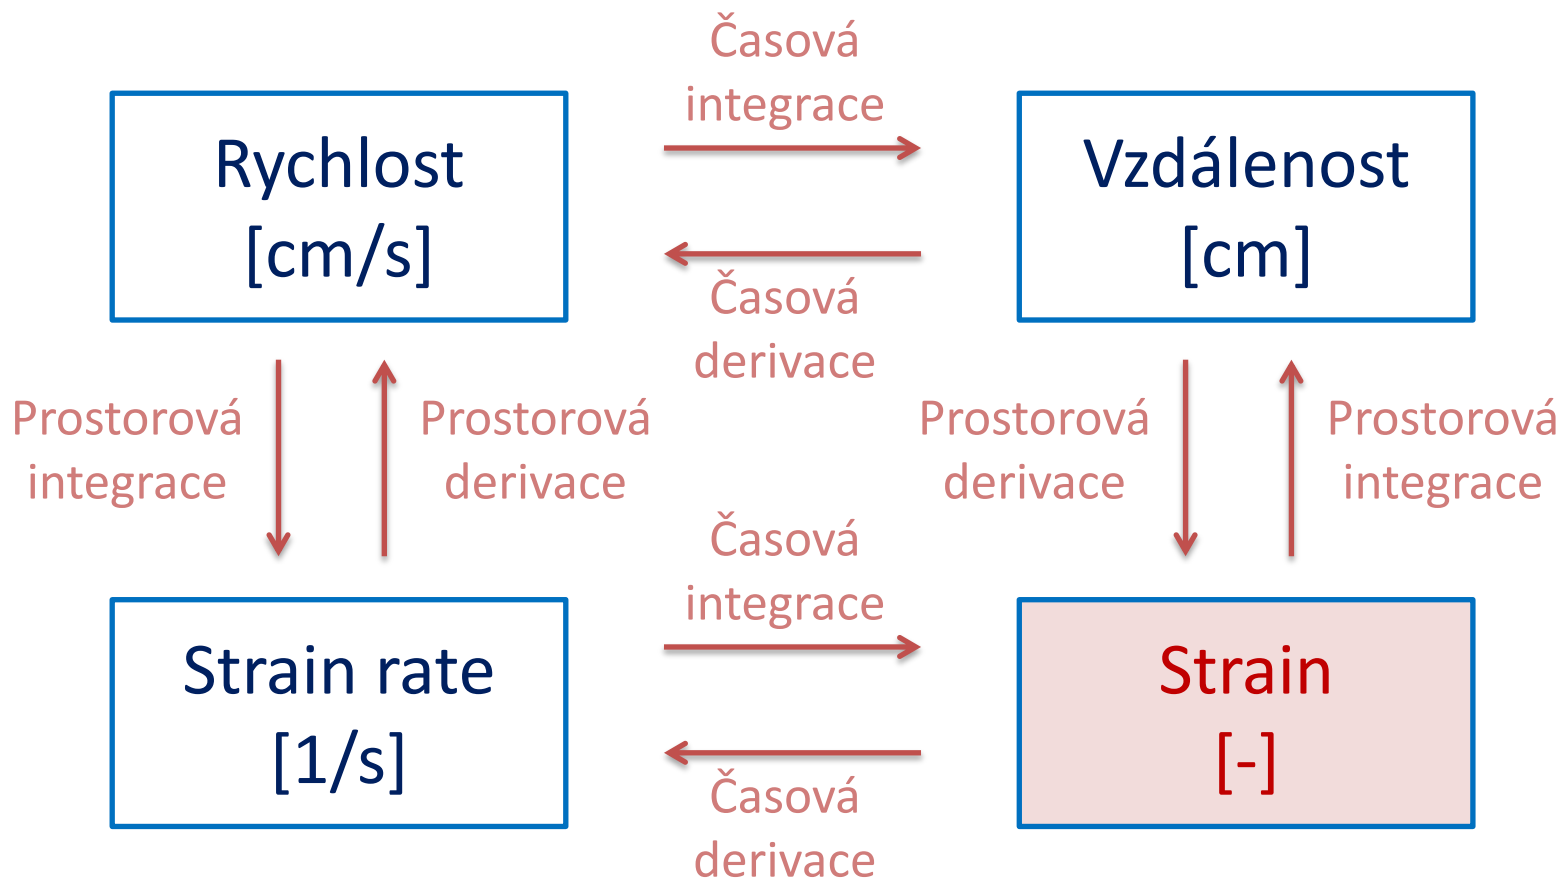 Časová
integrace
Rychlost
[cm/s]
Vzdálenost
[cm]
Časová
derivace
Prostorová
integrace
Prostorová
derivace
Prostorová
derivace
Prostorová
integrace
Časová
integrace
Strain rate
[1/s]
Strain
[-]
Časová
derivace